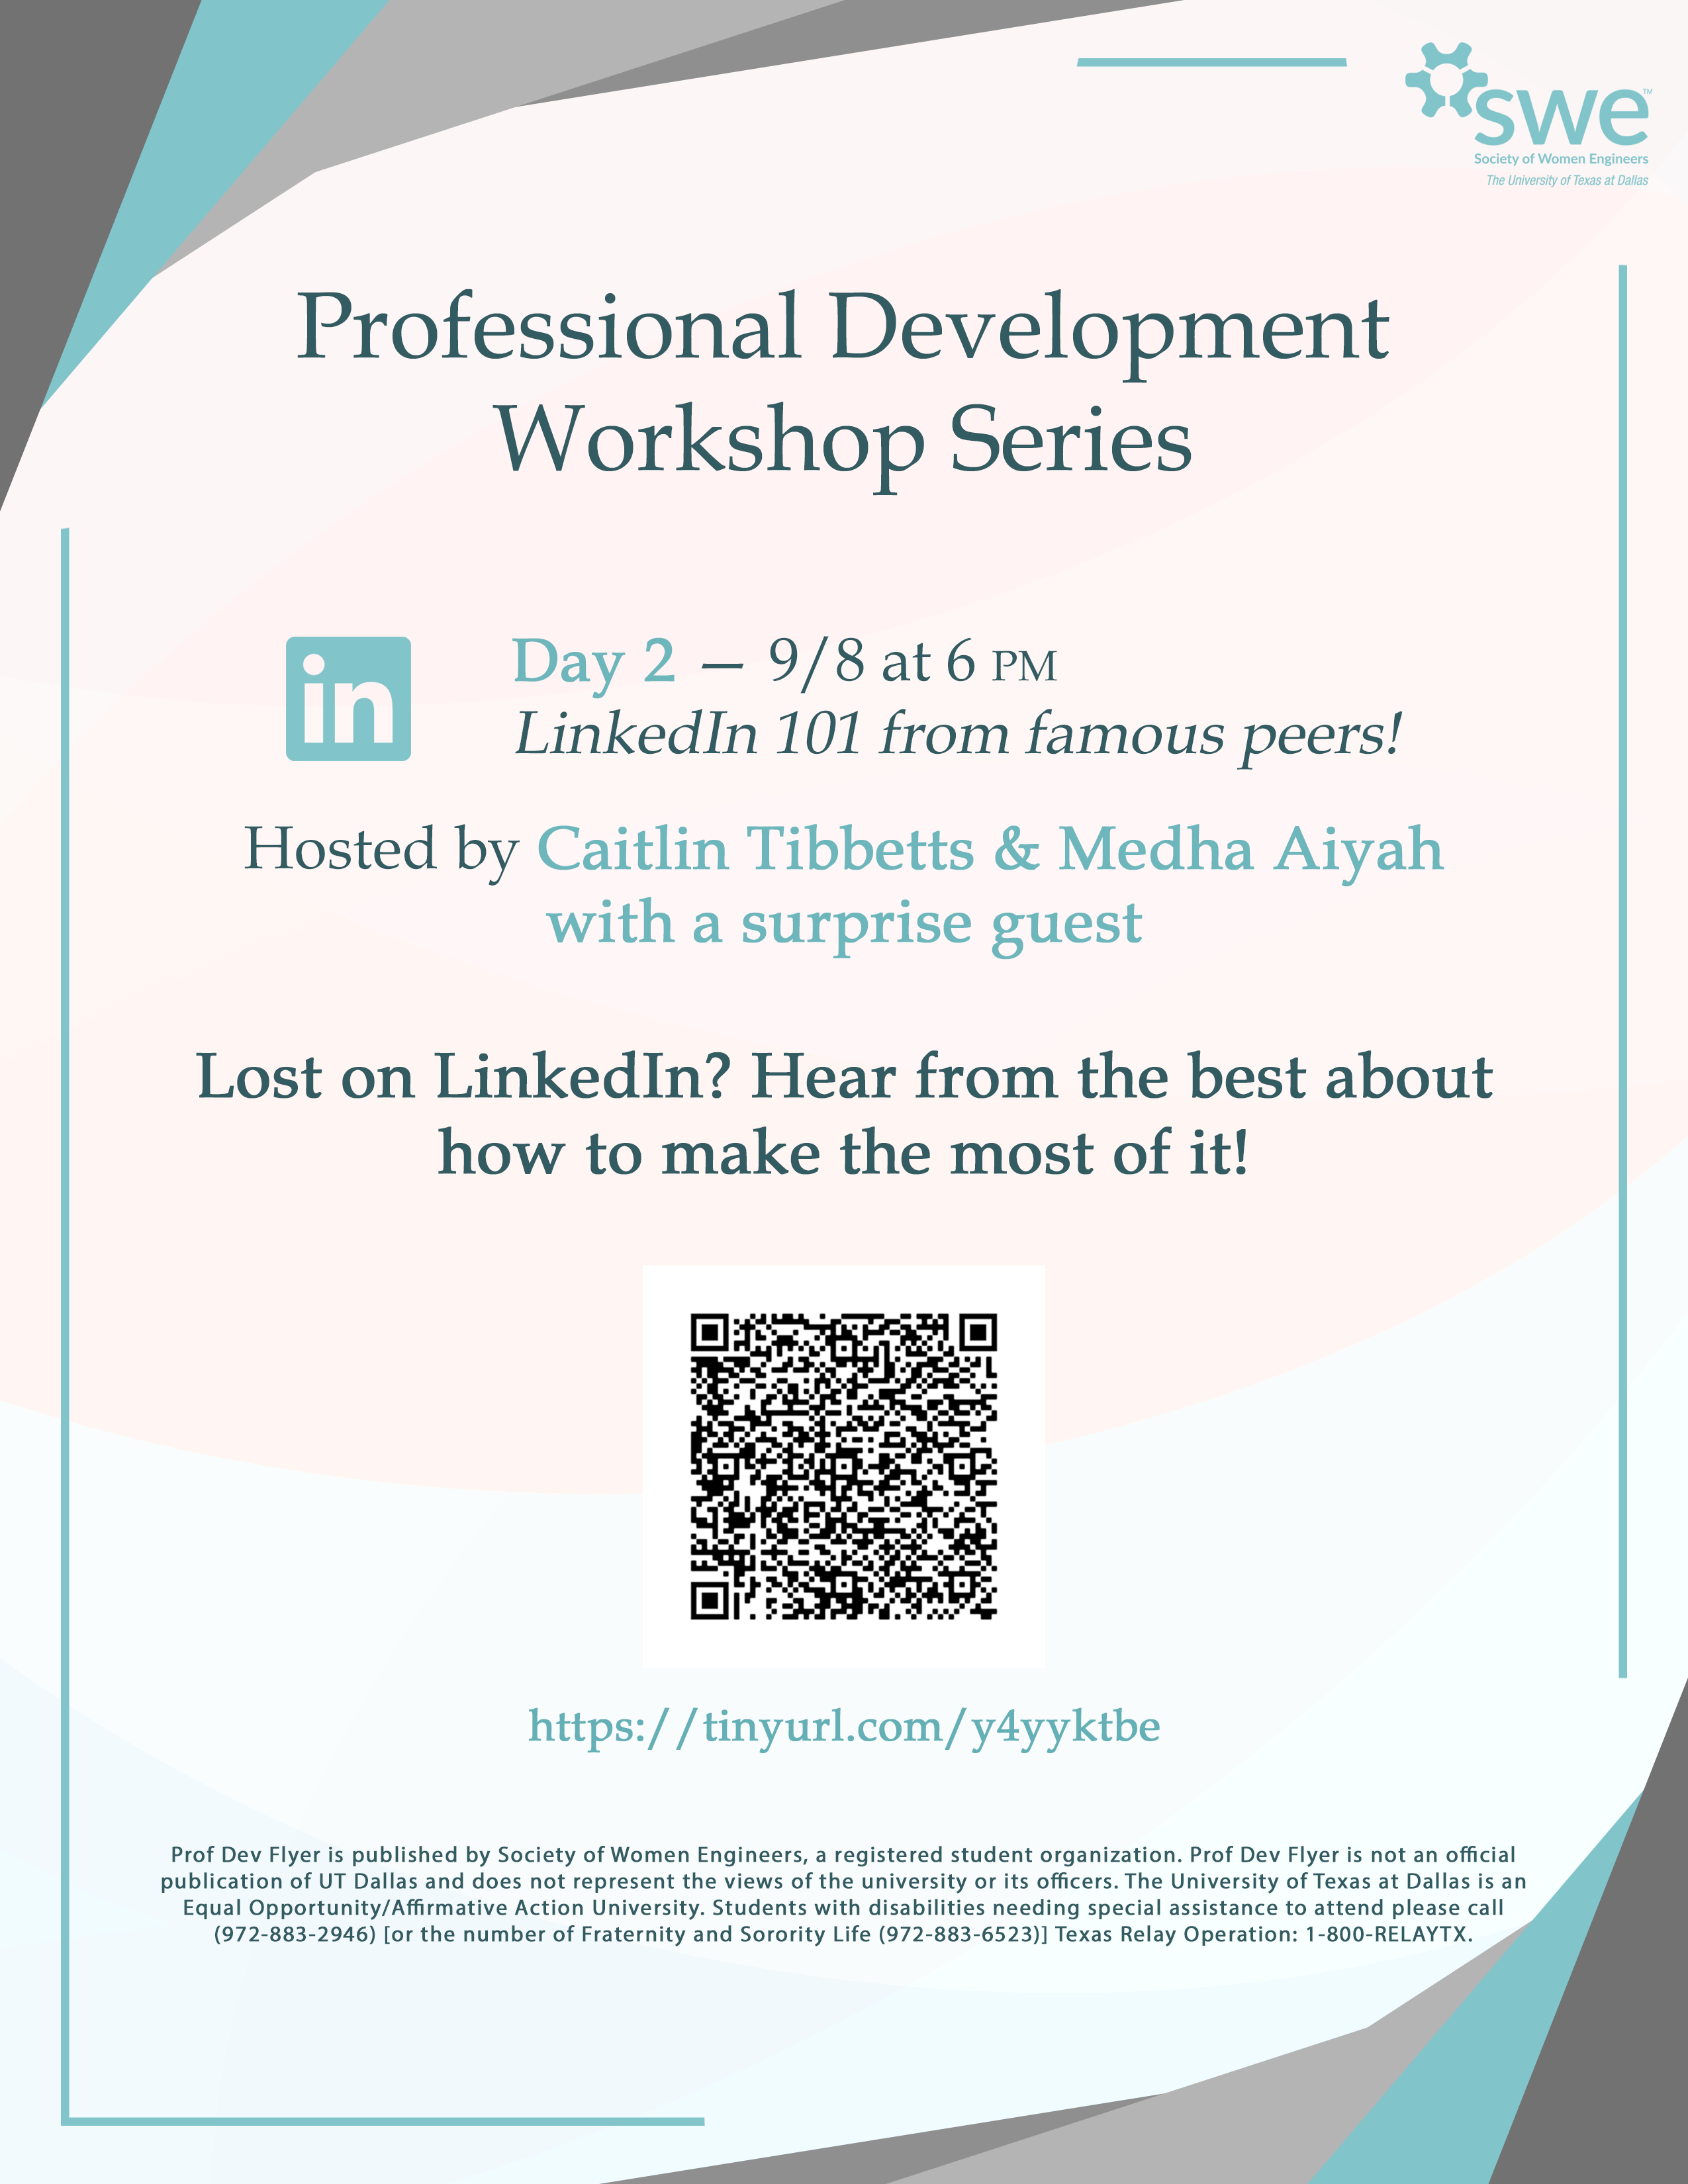 swe™
Society of Women Engineers
The University of Texas at Dallas
Professional Development
Workshop Series
in
Day 2 — 9/8 at 6 PM
LinkedIn 101 from famous peers!
Hosted by Caitlin Tibbetts & Medha Aiyah
with a surprise guest
Lost on LinkedIn? Hear from the best about
how to make the most of it!
https://tinyurl.com/y4yyktbe
Prof Dev Flyer is published by Society of Women Engineers, a registered student organization. Prof Dev Flyer is not an official
publication of UT Dallas and does not represent the views of the university or its officers. The University of Texas at Dallas is an
Equal Opportunity/Affirmative Action University. Students with disabilities needing special assistance to attend please call
(972-883-2946) [or the number of Fraternity and Sorority Life (972-883-6523)] Texas Relay Operation: 1-800-RELAYTX.